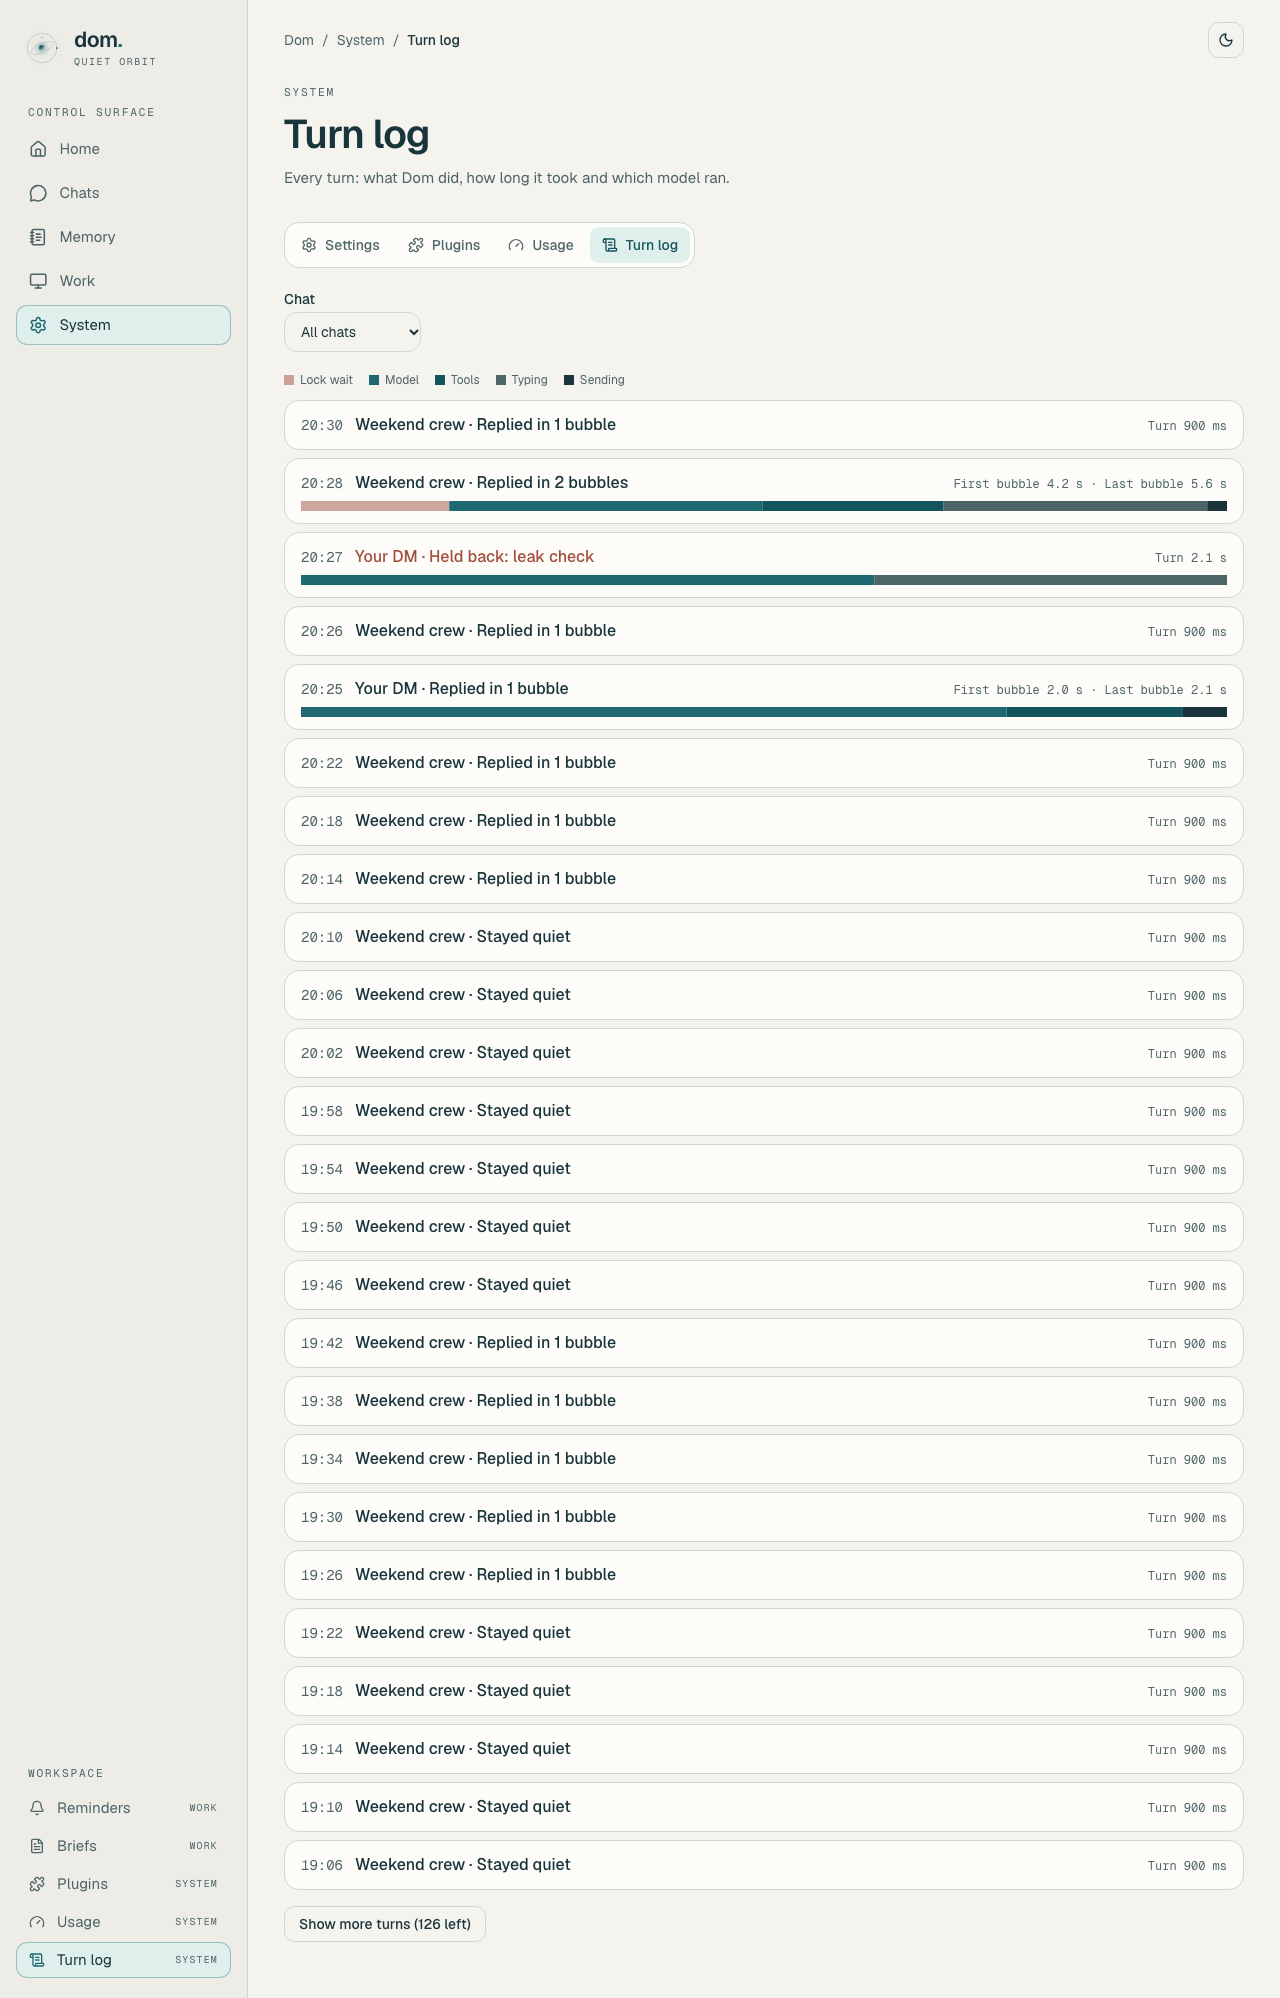 dom.
QUIET ORBIT
CONTROL SURFACE
Home
Chats
Memory
Work
System
WORKSPACE
Reminders WORK
Briefs WORK
Plugins SYSTEM
Usage SYSTEM
Turn log SYSTEM
Dom / System / Turn log
SYSTEM
Turn log
Every turn: what Dom did, how long it took and which model ran.
Settings Plugins Usage Turn log
Chat
All chats
Lock wait Model Tools Typing Sending
20:30 Weekend crew · Replied in 1 bubble Turn 900 ms
20:28 Weekend crew · Replied in 2 bubbles First bubble 4.2 s · Last bubble 5.6 s
20:27 Your DM · Held back: leak check Turn 2.1 s
20:26 Weekend crew · Replied in 1 bubble Turn 900 ms
20:25 Your DM · Replied in 1 bubble First bubble 2.0 s · Last bubble 2.1 s
20:22 Weekend crew · Replied in 1 bubble Turn 900 ms
20:18 Weekend crew · Replied in 1 bubble Turn 900 ms
20:14 Weekend crew · Replied in 1 bubble Turn 900 ms
20:10 Weekend crew · Stayed quiet Turn 900 ms
20:06 Weekend crew · Stayed quiet Turn 900 ms
20:02 Weekend crew · Stayed quiet Turn 900 ms
19:58 Weekend crew · Stayed quiet Turn 900 ms
19:54 Weekend crew · Stayed quiet Turn 900 ms
19:50 Weekend crew · Stayed quiet Turn 900 ms
19:46 Weekend crew · Stayed quiet Turn 900 ms
19:42 Weekend crew · Replied in 1 bubble Turn 900 ms
19:38 Weekend crew · Replied in 1 bubble Turn 900 ms
19:34 Weekend crew · Replied in 1 bubble Turn 900 ms
19:30 Weekend crew · Replied in 1 bubble Turn 900 ms
19:26 Weekend crew · Replied in 1 bubble Turn 900 ms
19:22 Weekend crew · Stayed quiet Turn 900 ms
19:18 Weekend crew · Stayed quiet Turn 900 ms
19:14 Weekend crew · Stayed quiet Turn 900 ms
19:10 Weekend crew · Stayed quiet Turn 900 ms
19:06 Weekend crew · Stayed quiet Turn 900 ms
Show more turns (126 left)